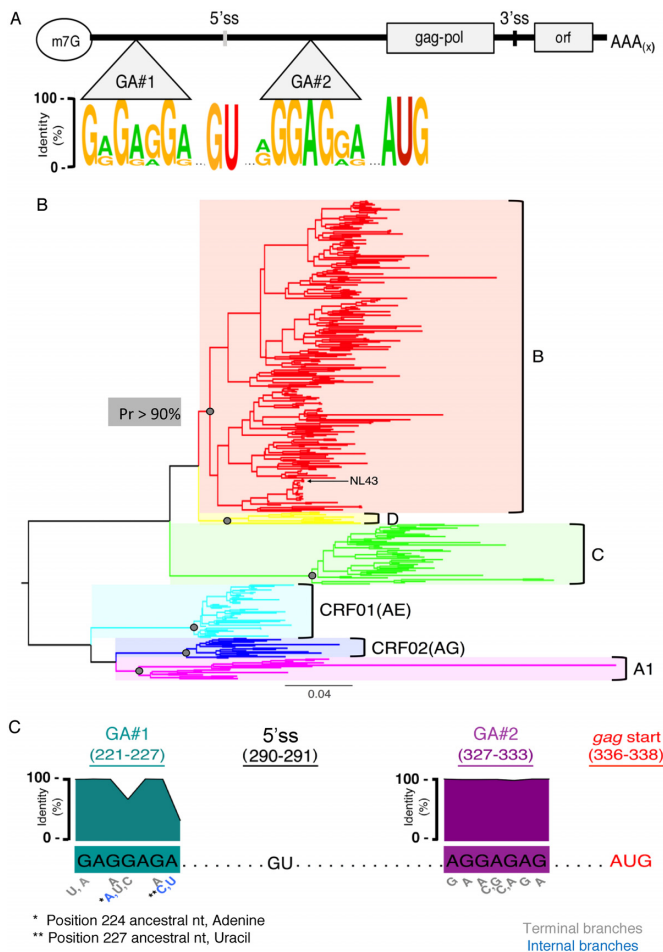 A
5'ss
3'ss
m7G
gag-pol
orf
AAA(x)
GA#1
GA#2
100
0
Identity
(%)
GAGAGGA
GU
AGGAGGA
AUG
B
Pr > 90%
B
NL43
D
C
CRF01(AE)
CRF02(AG)
A1
0.04
C
GA#1
(221-227)
5'ss
(290-291)
GA#2
(327-333)
gag start
(336-338)
100
0
Identity
(%)
100
0
Identity
(%)
GAGGAGA
GU
AGGAGAG
AUG
U, A
A
*A,U,C
A
**C,U
G
A
A
C,G
C,A
G
A
* Position 224 ancestral nt, Adenine
** Position 227 ancestral nt, Uracil
Terminal branches
Internal branches